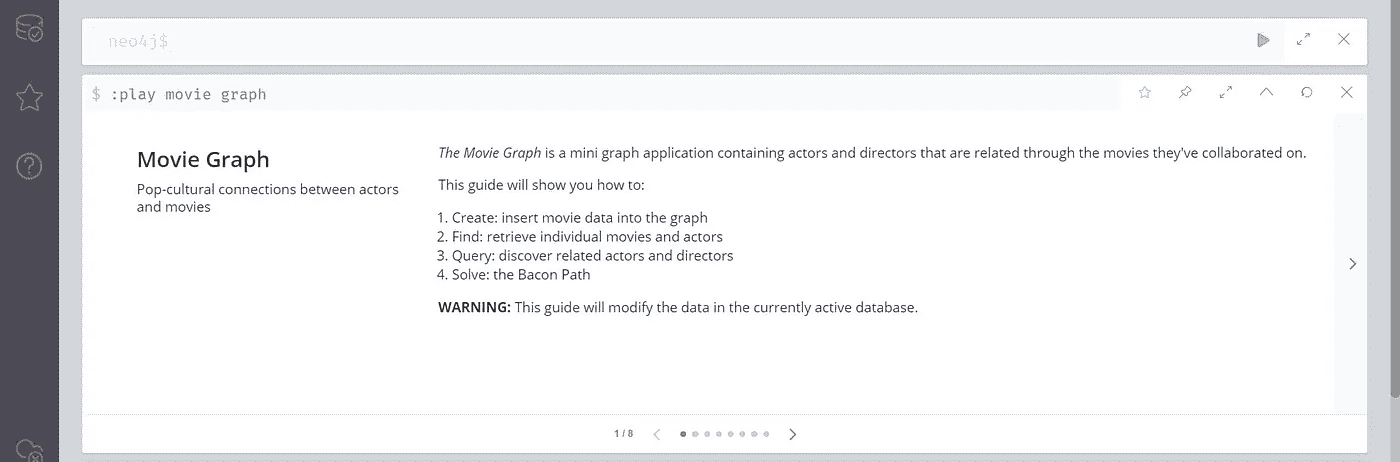 neo4j$
$ :play movie graph
Movie Graph
Pop-cultural connections between actors
and movies
The Movie Graph is a mini graph application containing actors and directors that are related through the movies they've collaborated on.
This guide will show you how to:
1. Create: insert movie data into the graph
2. Find: retrieve individual movies and actors
3. Query: discover related actors and directors
4. Solve: the Bacon Path
WARNING: This guide will modify the data in the currently active database.
1 / 8